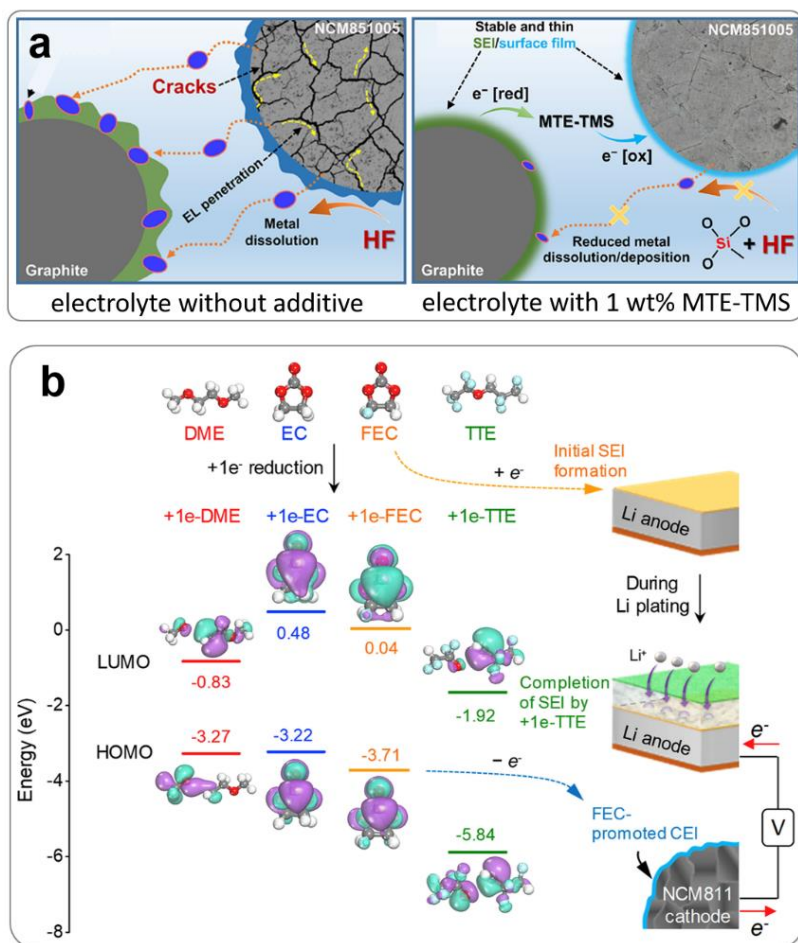 a
NCM851005
Cracks
EL penetration
Metal
dissolution
HF
Graphite
electrolyte without additive
Stable and thin
SEI/surface film
NCM851005
e⁻ [red]
MTE-TMS
e⁻ [ox]
Reduced metal
dissolution/deposition
O
O
Si
O
+ HF
Graphite
electrolyte with 1 wt% MTE-TMS
b
DME
EC
FEC
TTE
+1e⁻ reduction
+ e⁻
Initial SEI
formation
Li anode
+1e-DME
+1e-EC
+1e-FEC
+1e-TTE
During
Li plating
Energy (eV)
2
0
-2
-4
-6
-8
LUMO
-0.83
0.48
0.04
-1.92
Completion
of SEI by
+1e-TTE
Li⁺
Li anode
e⁻
HOMO
-3.27
-3.22
-3.71
-5.84
− e⁻
FEC-
promoted CEI
V
NCM811
cathode
e⁻